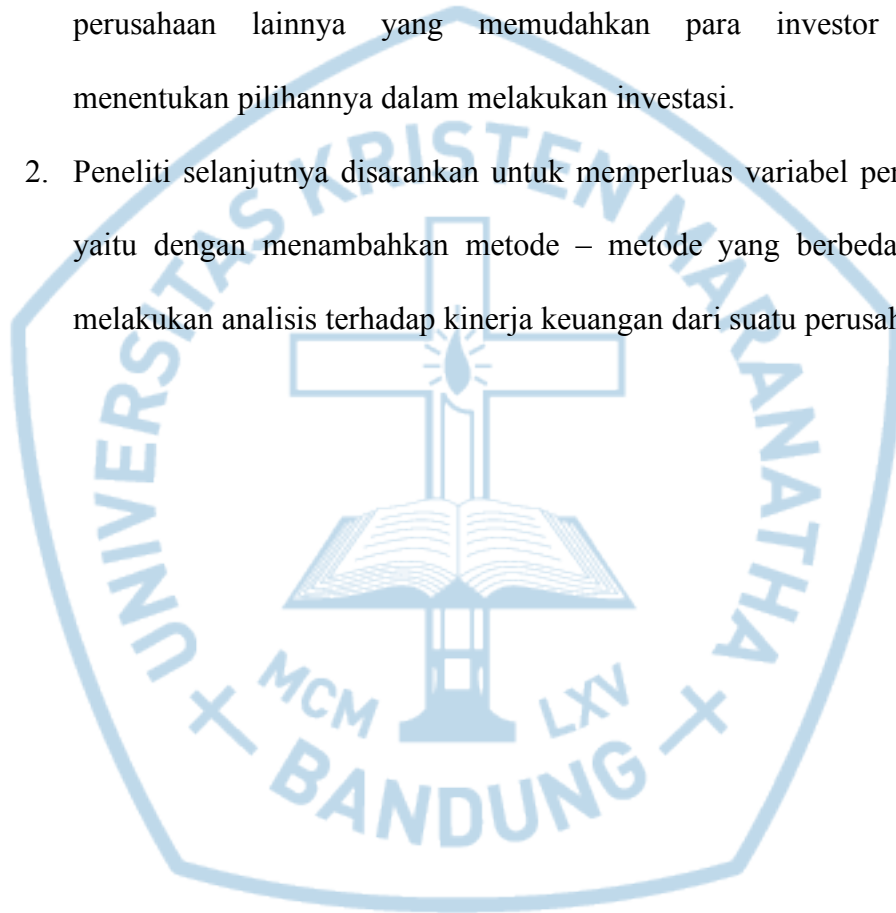 perusahaan lainnya yang memudahkan para investor
menentukan pilihannya dalam melakukan investasi.
2. Peneliti selanjutnya disarankan untuk memperluas variabel
yaitu dengan menambahkan metode – metode yang berbeda
melakukan analisis terhadap kinerja keuangan dari suatu
UNIVERSITAS KRISTEN MARANATHA
MCM LXV
BANDUNG